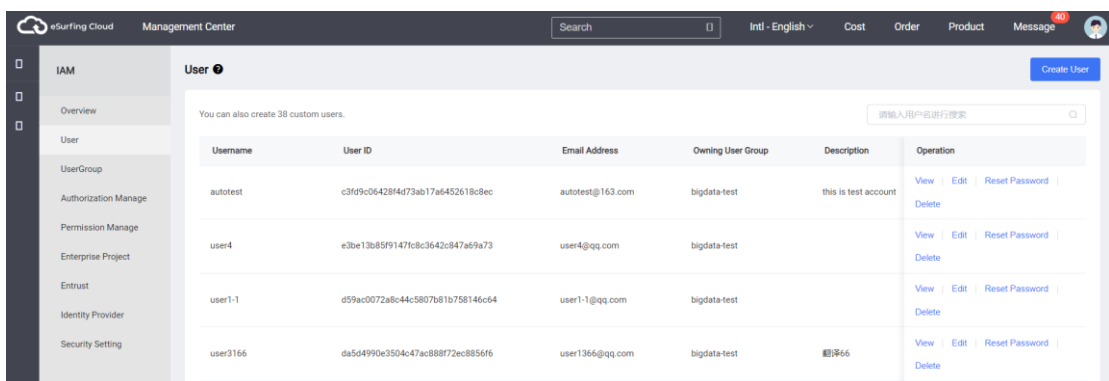 eSurfing Cloud Management Center Search Intl - English Cost Order Product Message 40
IAM
User
Create User
Overview
User
UserGroup
Authorization Manage
Permission Manage
Enterprise Project
Entrust
Identity Provider
Security Setting
You can also create 38 custom users.
请输入用户名进行搜索
Username User ID Email Address Owning User Group Description Operation
autotest c3fd9c06428f4d73ab17a6452618c8ec autotest@163.com bigdata-test this is test account View Edit Reset Password
Delete
user4 e3be13b85f9147fc8c3642c847a69a73 user4@qq.com bigdata-test View Edit Reset Password
Delete
user1-1 d59ac0072a8c44c5807b81b758146c64 user1-1@qq.com bigdata-test View Edit Reset Password
Delete
user3166 da5d4990e3504c47ac888f72ec8856f6 user1366@qq.com bigdata-test 翻译66 View Edit Reset Password
Delete